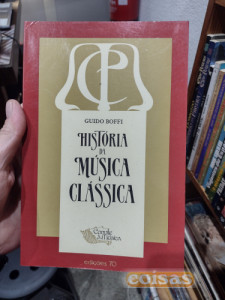 GUIDO BOFFI
HISTÓRIA
DA
MÚSICA
CLÁSSICA
edições 70
coisas